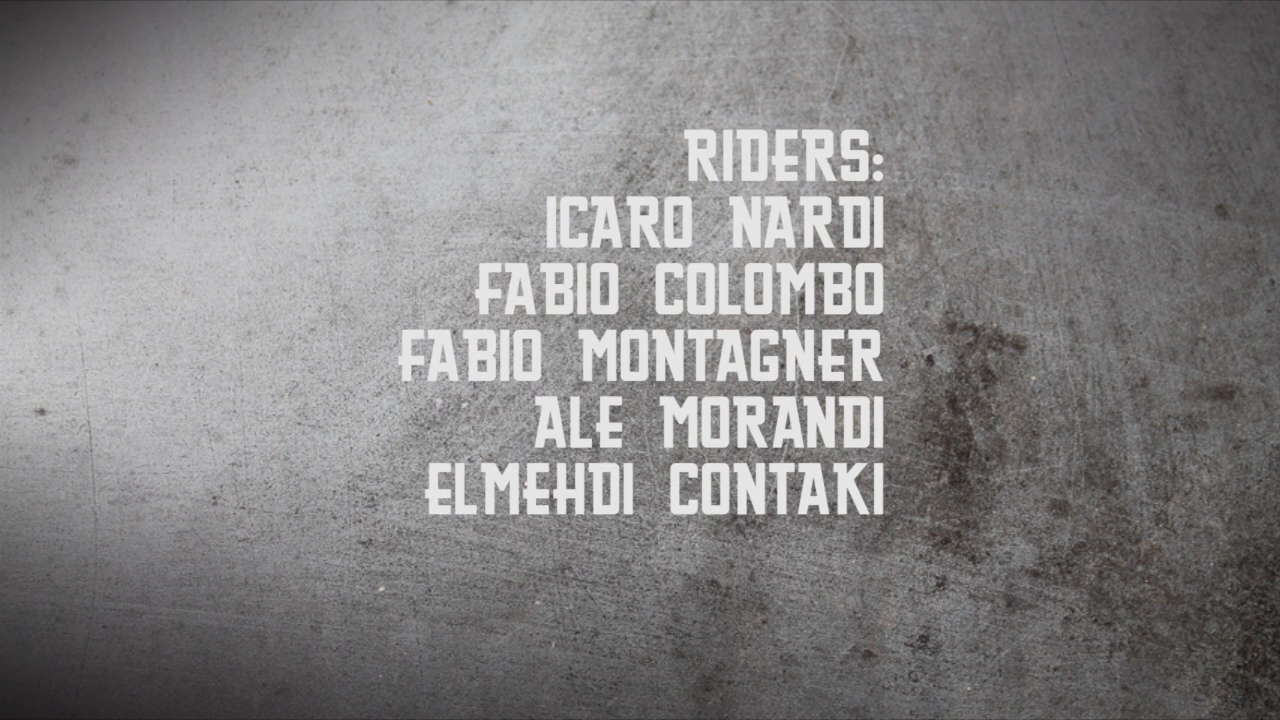 RIDERS:
ICARO NARDI
FABIO COLOMBO
FABIO MONTAGNER
ALE MORANDI
ELMEHDI CONTAKI